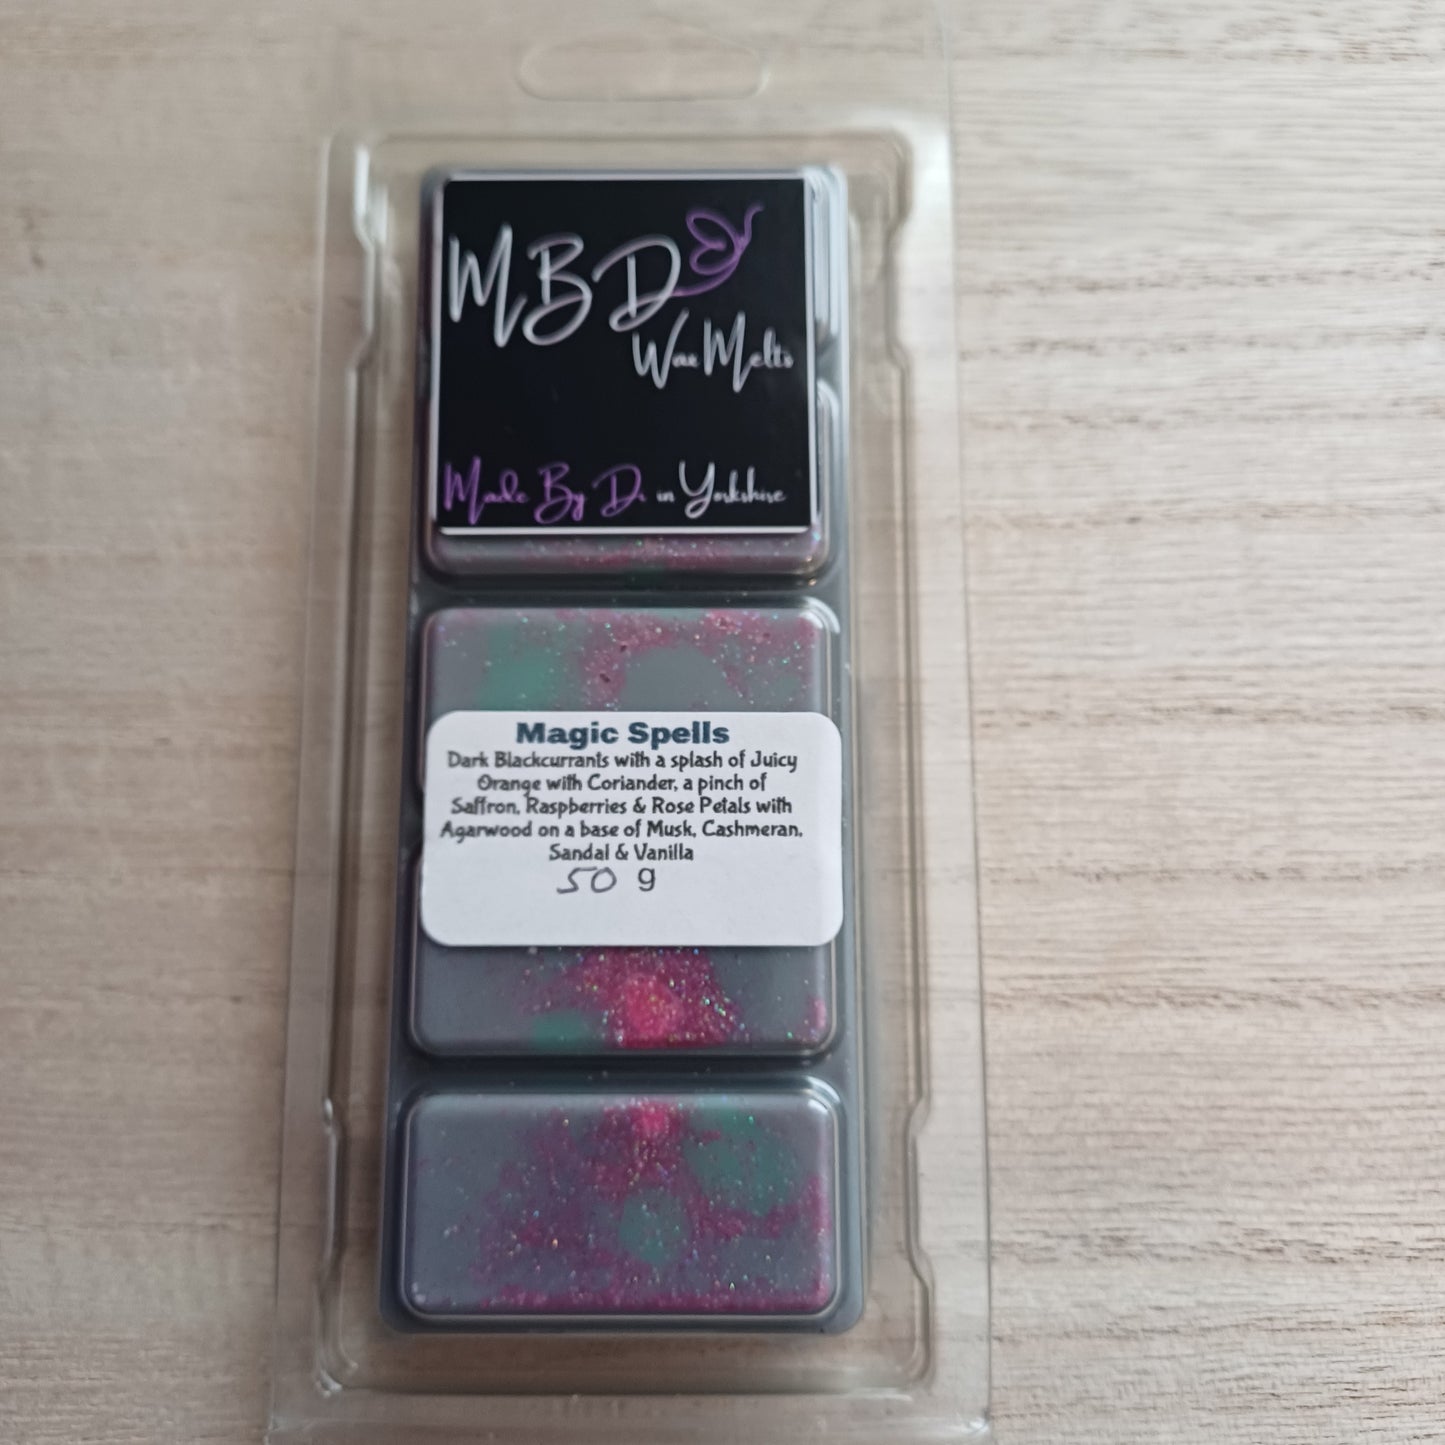 MBD
Wax Melts
Made By Di in Yorkshire
Magic Spells
Dark Blackcurrants with a splash of Juicy
Orange with Coriander, a pinch of
Saffron, Raspberries & Rose Petals with
Agarwood on a base of Musk, Cashmeran,
Sandal & Vanilla
50 g